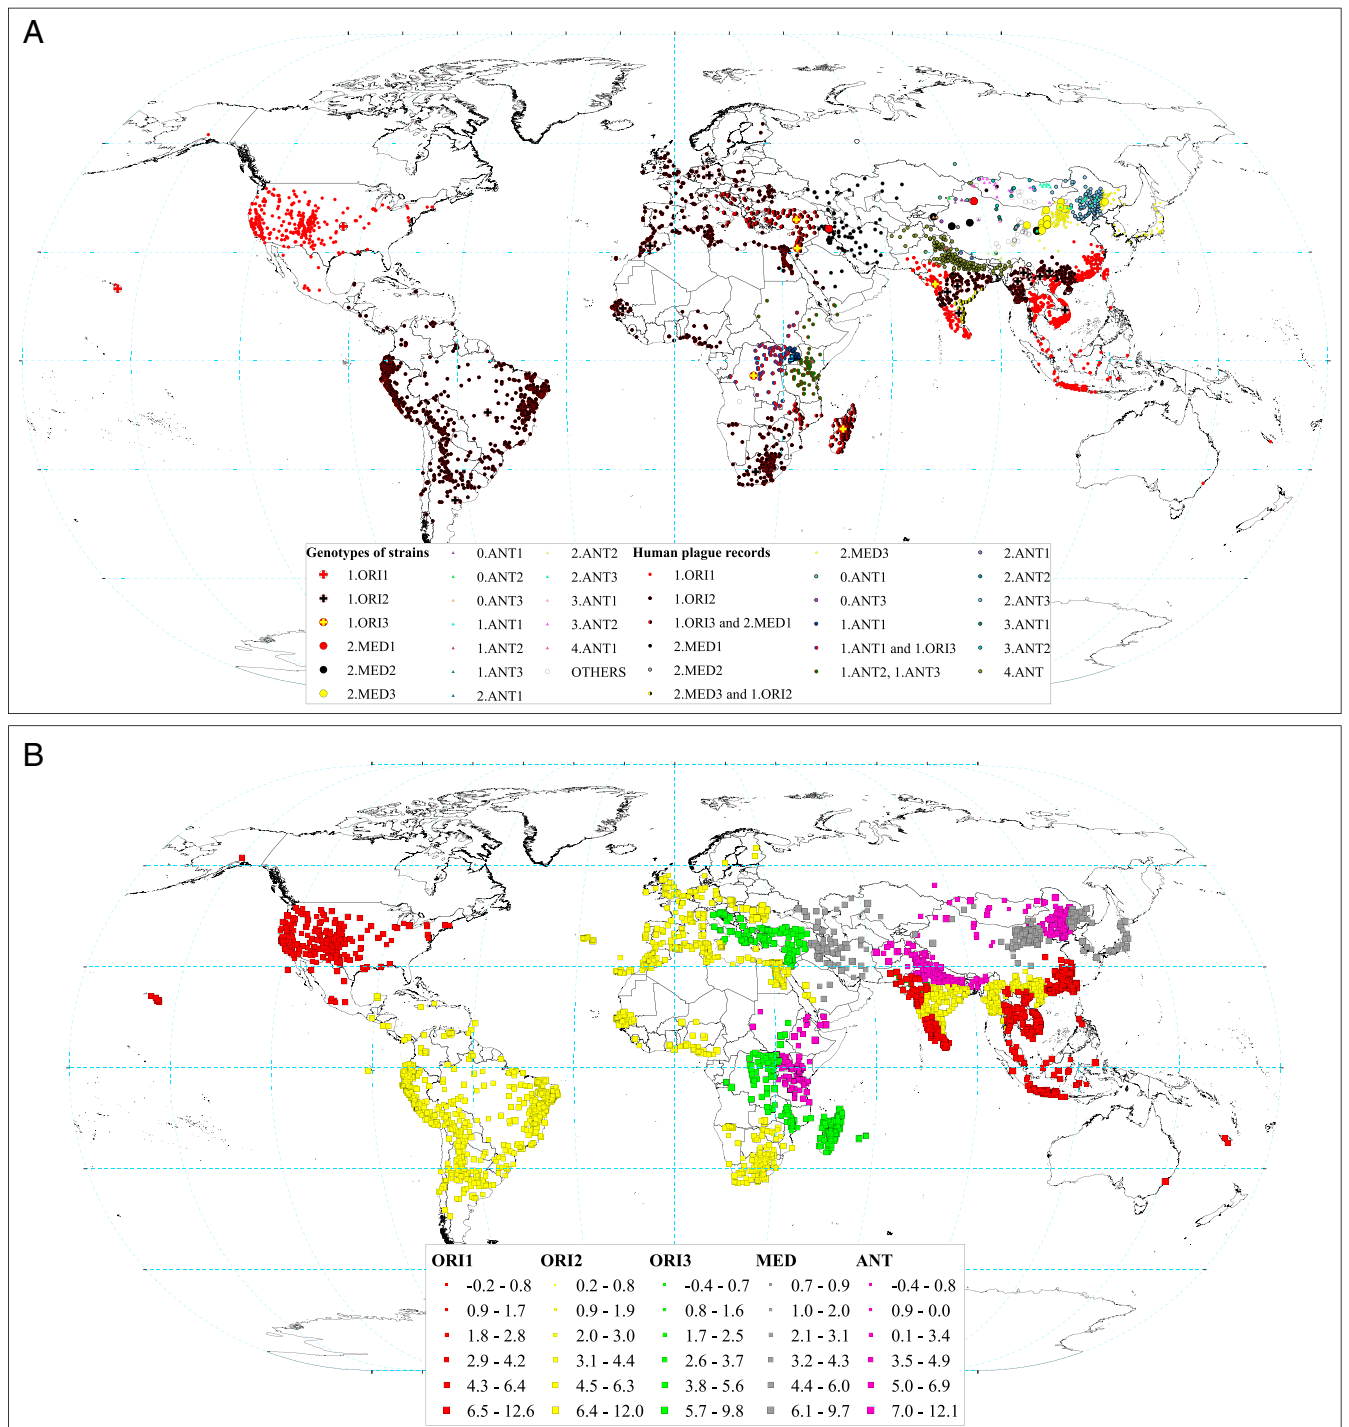 A
Genotypes of strains
1.ORI1
1.ORI2
1.ORI3
2.MED1
2.MED2
2.MED3
0.ANT1
0.ANT2
0.ANT3
1.ANT1
1.ANT2
1.ANT3
2.ANT1
2.ANT2
2.ANT3
3.ANT1
3.ANT2
4.ANT1
OTHERS
Human plague records
1.ORI1
1.ORI2
1.ORI3 and 2.MED1
2.MED1
2.MED2
2.MED3 and 1.ORI2
2.MED3
0.ANT1
0.ANT3
1.ANT1
1.ANT1 and 1.ORI3
1.ANT2, 1.ANT3
2.ANT1
2.ANT2
2.ANT3
3.ANT1
3.ANT2
4.ANT
B
ORI1 ORI2 ORI3 MED ANT
-0.2 - 0.8 0.2 - 0.8 -0.4 - 0.7 0.7 - 0.9 -0.4 - 0.8
0.9 - 1.7 0.9 - 1.9 0.8 - 1.6 1.0 - 2.0 0.9 - 0.0
1.8 - 2.8 2.0 - 3.0 1.7 - 2.5 2.1 - 3.1 0.1 - 3.4
2.9 - 4.2 3.1 - 4.4 2.6 - 3.7 3.2 - 4.3 3.5 - 4.9
4.3 - 6.4 4.5 - 6.3 3.8 - 5.6 4.4 - 6.0 5.0 - 6.9
6.5 - 12.6 6.4 - 12.0 5.7 - 9.8 6.1 - 9.7 7.0 - 12.1